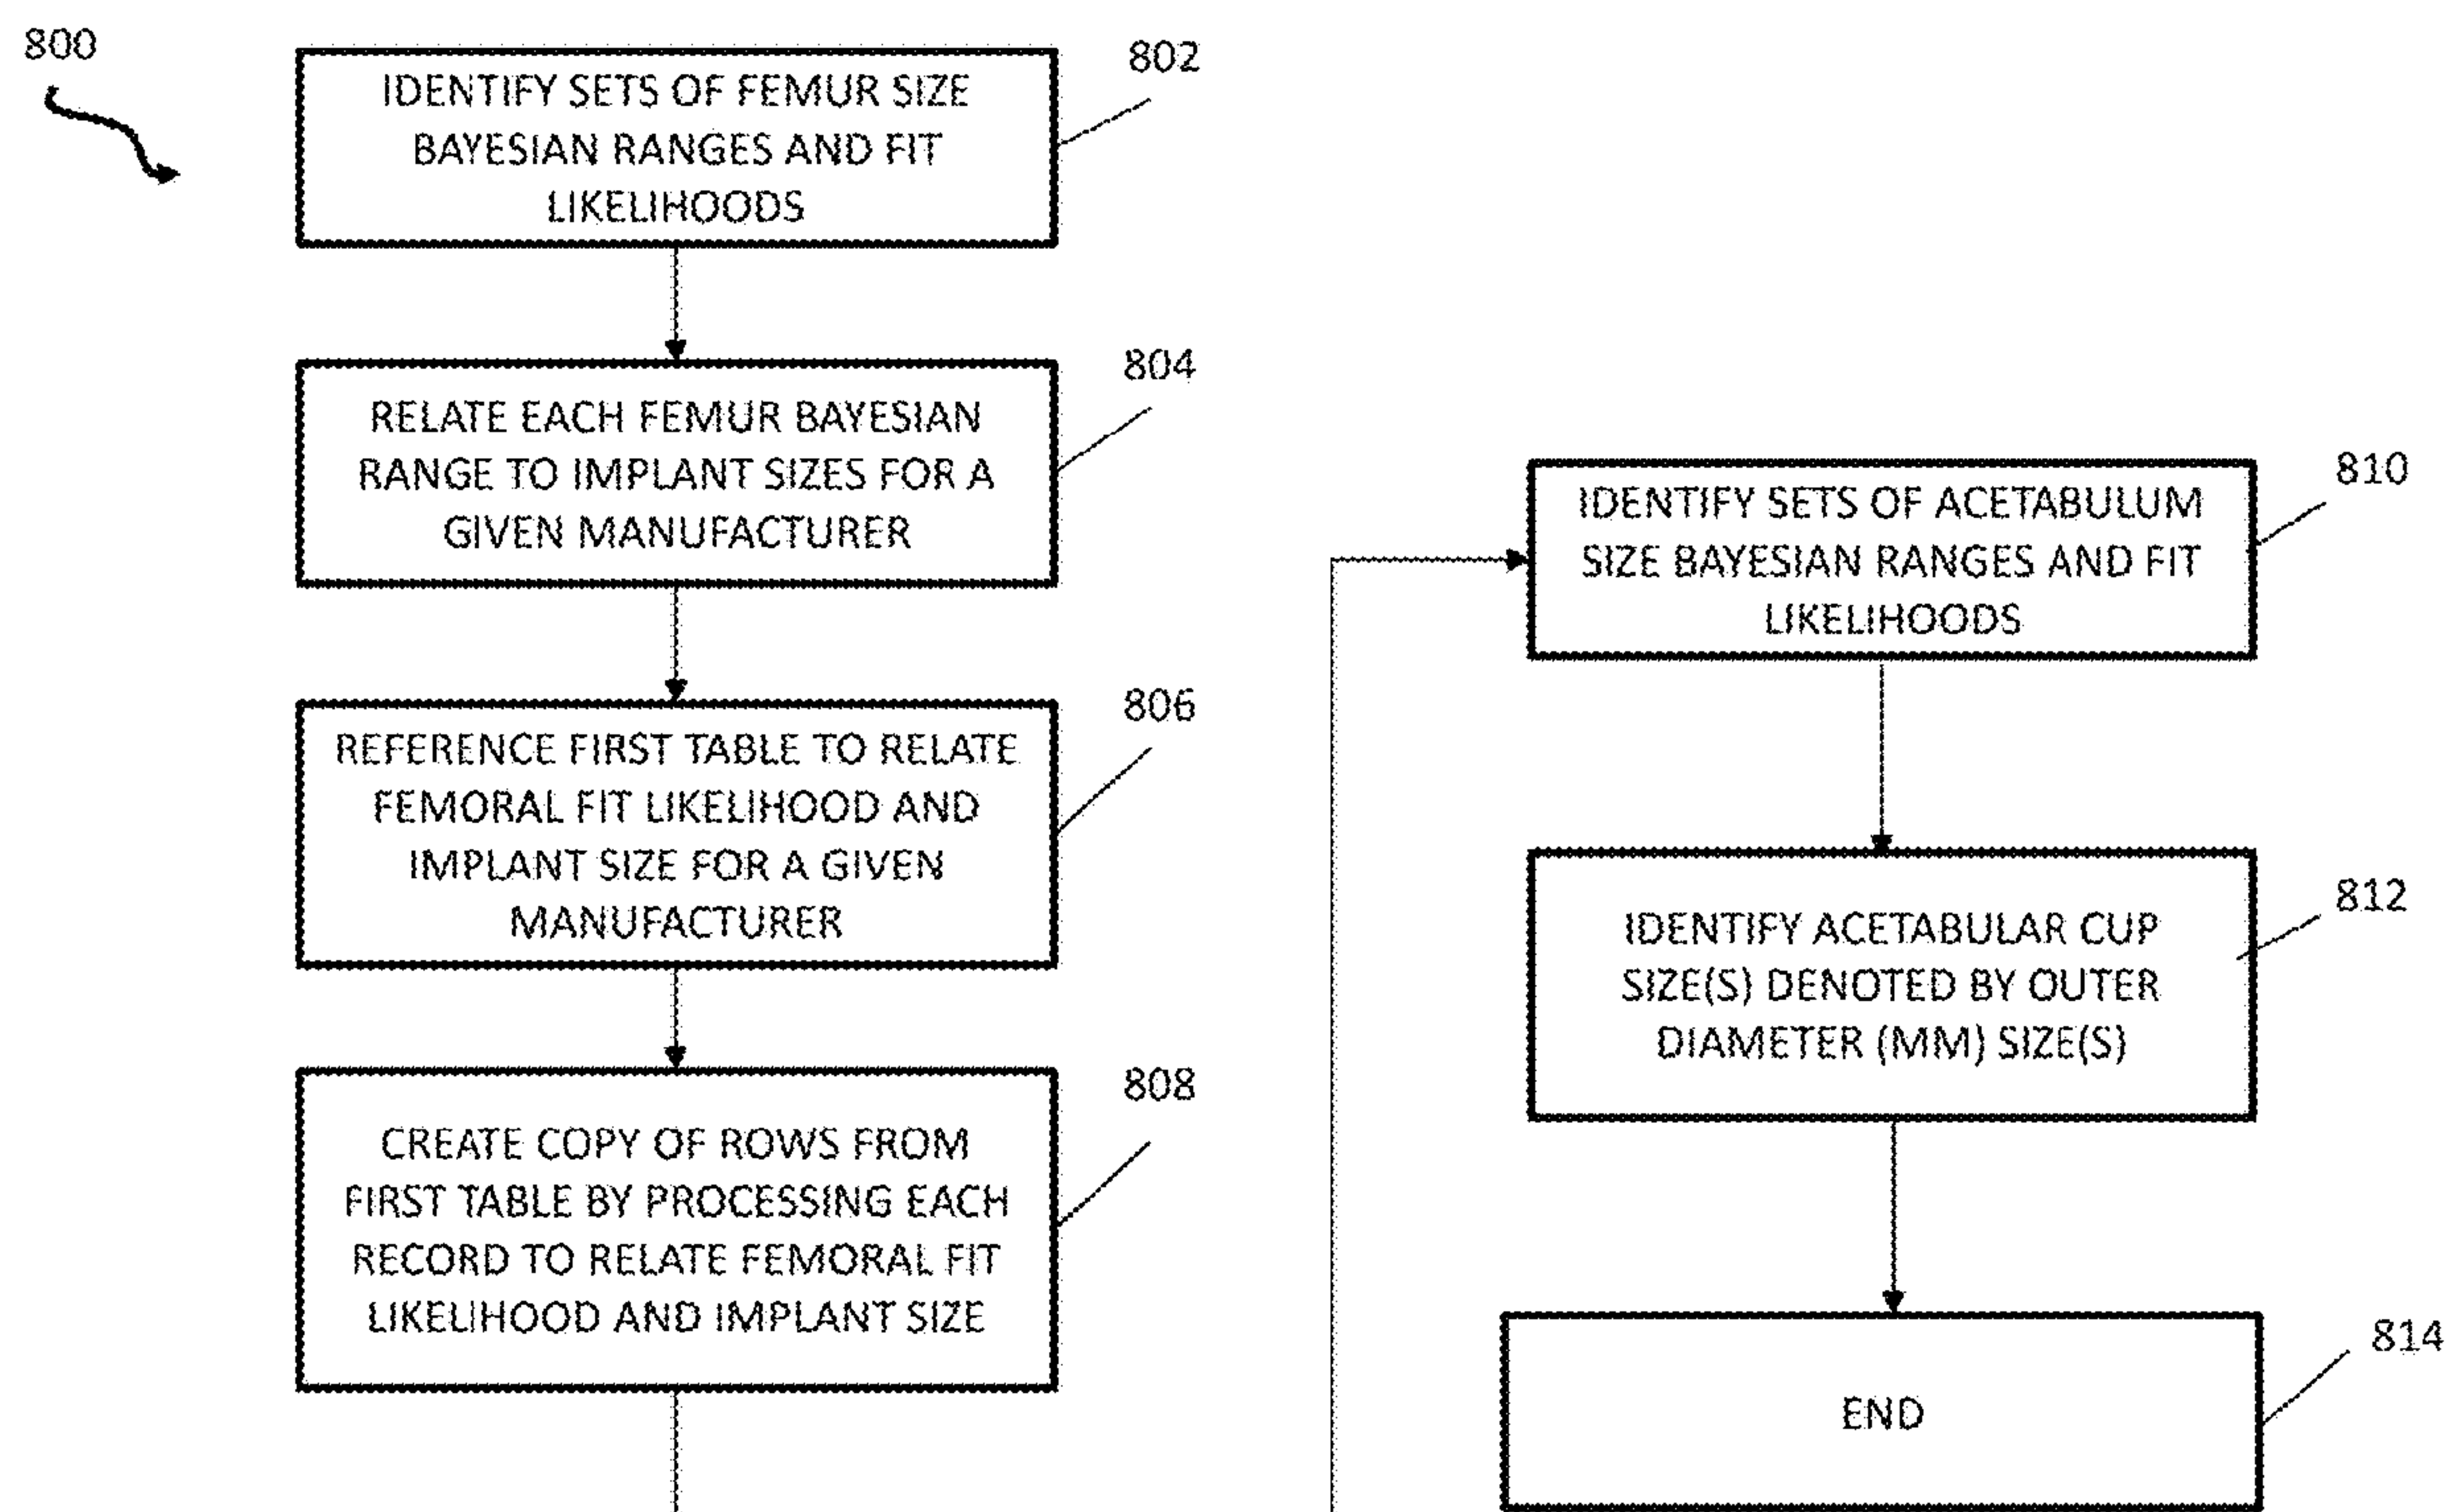 800
802
IDENTIFY SETS OF FEMUR SIZE
BAYESIAN RANGES AND FIT
LIKELIHOODS
804
RELATE EACH FEMUR BAYESIAN
RANGE TO IMPLANT SIZES FOR A
GIVEN MANUFACTURER
806
REFERENCE FIRST TABLE TO RELATE
FEMORAL FIT LIKELIHOOD AND
IMPLANT SIZE FOR A GIVEN
MANUFACTURER
808
CREATE COPY OF ROWS FROM
FIRST TABLE BY PROCESSING EACH
RECORD TO RELATE FEMORAL FIT
LIKELIHOOD AND IMPLANT SIZE
810
IDENTIFY SETS OF ACETABULUM
SIZE BAYESIAN RANGES AND FIT
LIKELIHOODS
812
IDENTIFY ACETABULAR CUP
SIZE(S) DENOTED BY OUTER
DIAMETER (MM) SIZE(S)
814
END